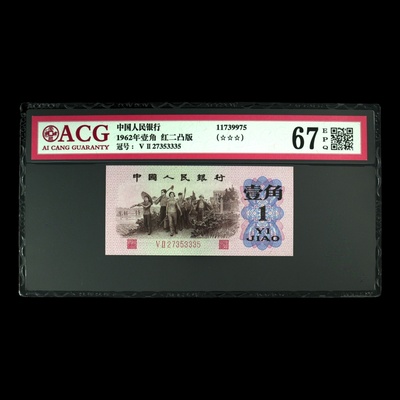 ACG
AI CANG GUARANTY
中国人民银行
1962年壹角 红二凸版
冠号: V Ⅱ 27353335
11739975
(☆☆☆)
67 EPQ
中国人民银行
壹角
1
YI
JIAO
V Ⅱ 27353335